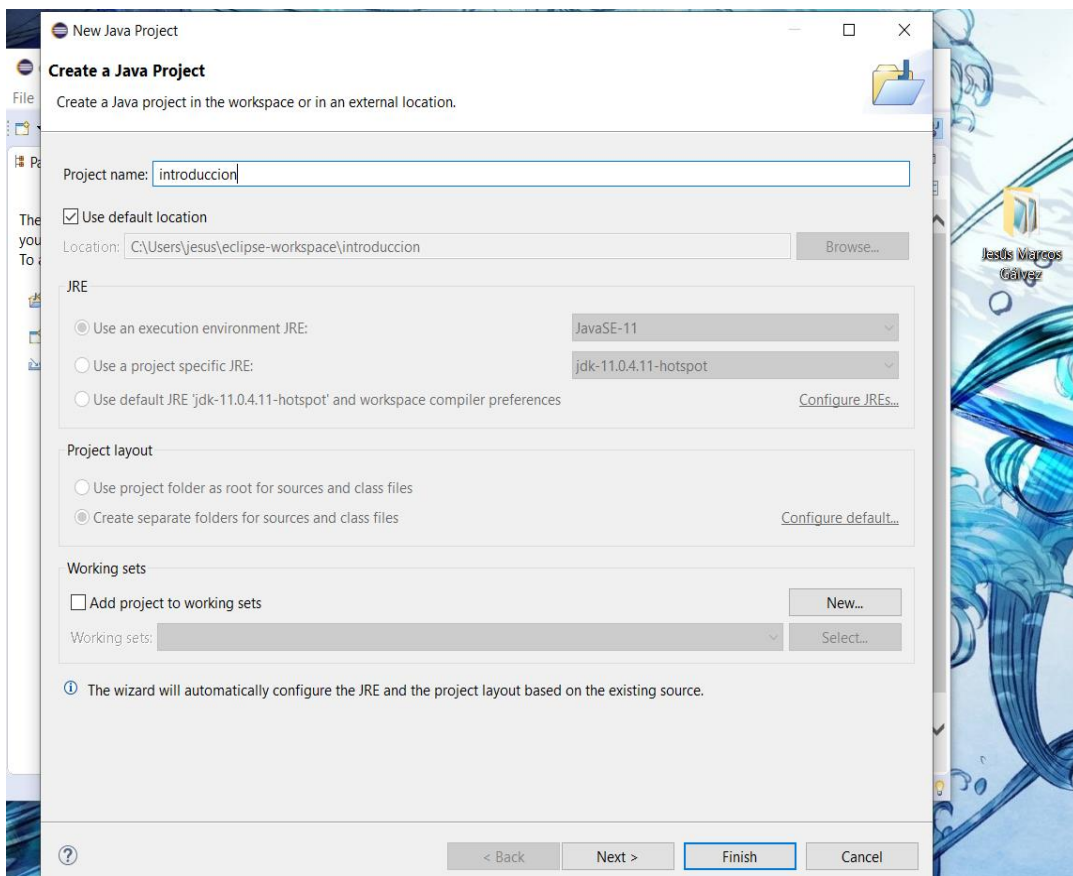 New Java Project
Create a Java Project
Create a Java project in the workspace or in an external location.
File
Project name: introduccion
Use default location
Location: C:\Users\jesus\eclipse-workspace\introduccion Browse...
JRE
Use an execution environment JRE: JavaSE-11
Use a project specific JRE: jdk-11.0.4.11-hotspot
Use default JRE 'jdk-11.0.4.11-hotspot' and workspace compiler preferences Configure JREs...
Project layout
Use project folder as root for sources and class files
Create separate folders for sources and class files Configure default...
Working sets
Add project to working sets New...
Working sets: Select...
The wizard will automatically configure the JRE and the project layout based on the existing source.
< Back Next > Finish Cancel
Jesús Marcos
Gálvez